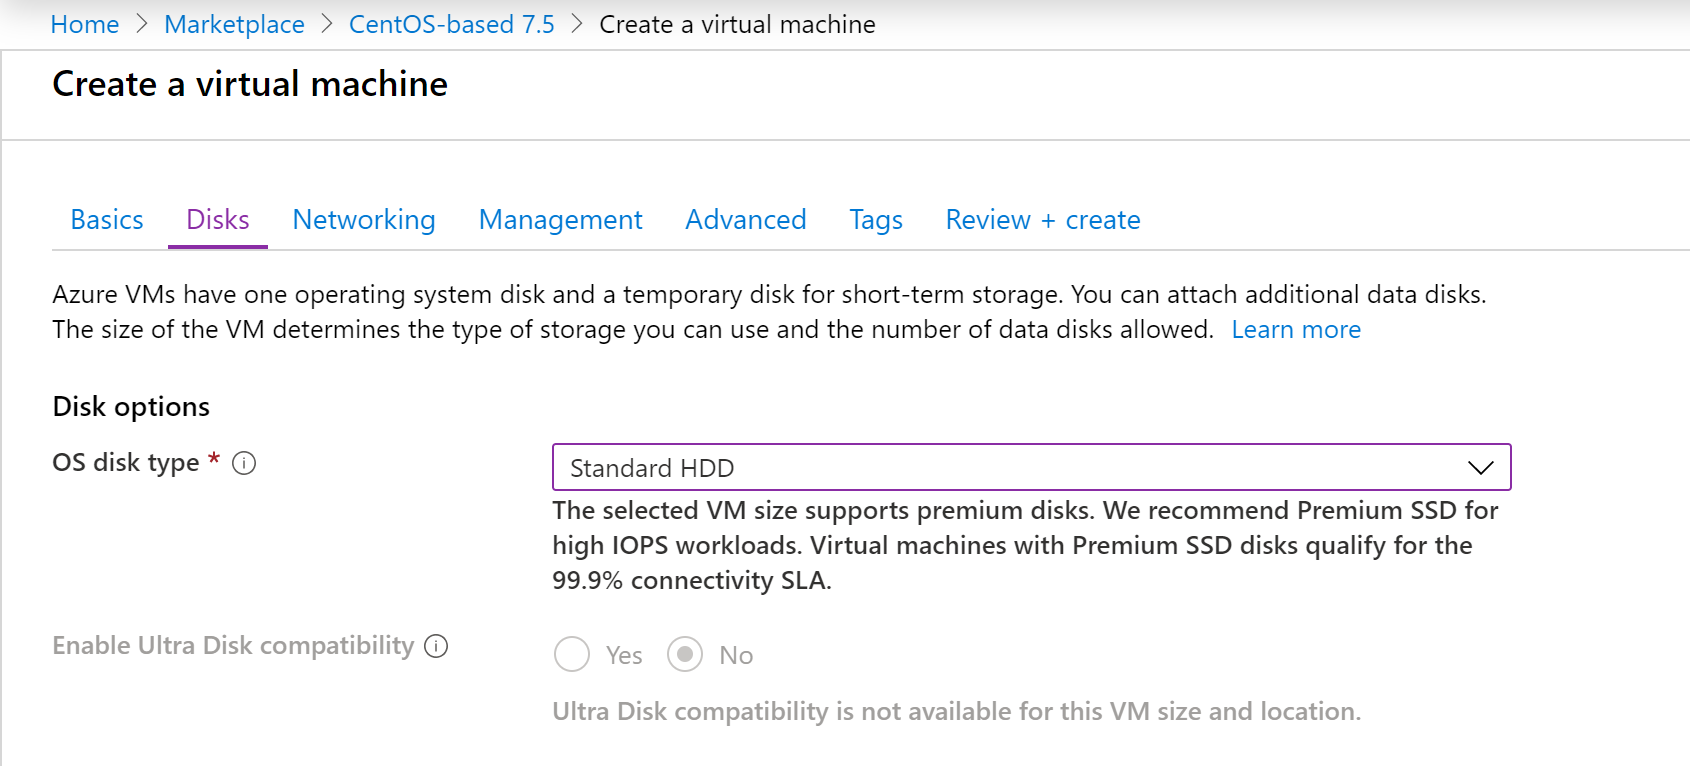 Home > Marketplace > CentOS-based 7.5 > Create a virtual machine
Create a virtual machine
Basics Disks Networking Management Advanced Tags Review + create
Azure VMs have one operating system disk and a temporary disk for short-term storage. You can attach additional data disks.
The size of the VM determines the type of storage you can use and the number of data disks allowed. Learn more
Disk options
OS disk type * i
Standard HDD
The selected VM size supports premium disks. We recommend Premium SSD for
high IOPS workloads. Virtual machines with Premium SSD disks qualify for the
99.9% connectivity SLA.
Enable Ultra Disk compatibility i
Yes No
Ultra Disk compatibility is not available for this VM size and location.